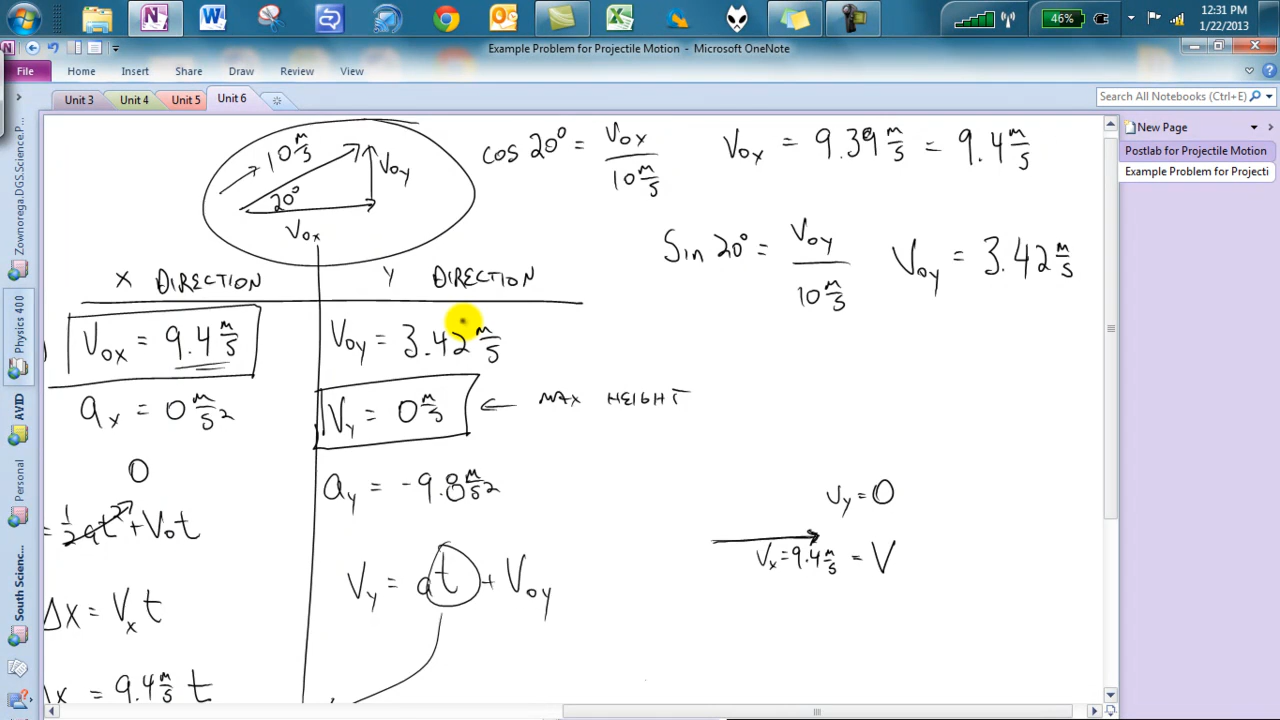 12:31 PM
46%
1/22/2013
Example Problem for Projectile Motion - Microsoft OneNote
File Home Insert Share Draw Review View
Unit 3 Unit 4 Unit 5 Unit 6
Search All Notebooks (Ctrl+E)
New Page
Postlab for Projectile Motion
Example Problem for Projecti
Zownorega.DGS.Science.P...
Physics 400
AVID
Personal
South Scienc
10 m/s
20°
Voy
Vox
cos 20° = Vox / 10 m/s
Vox = 9.39 m/s = 9.4 m/s
Sin 20° = Voy / 10 m/s
Voy = 3.42 m/s
X DIRECTION
Y DIRECTION
Vox = 9.4 m/s
Voy = 3.42 m/s
ax = 0 m/s2
Vy = 0 m/s ← MAX HEIGHT
0
ay = -9.8 m/s2
= 1/2 at² + Vot
Vy = at + Voy
Vy = 0
Vx = 9.4 m/s = V
Δx = Vx t
Δx = 9.4 m/s t